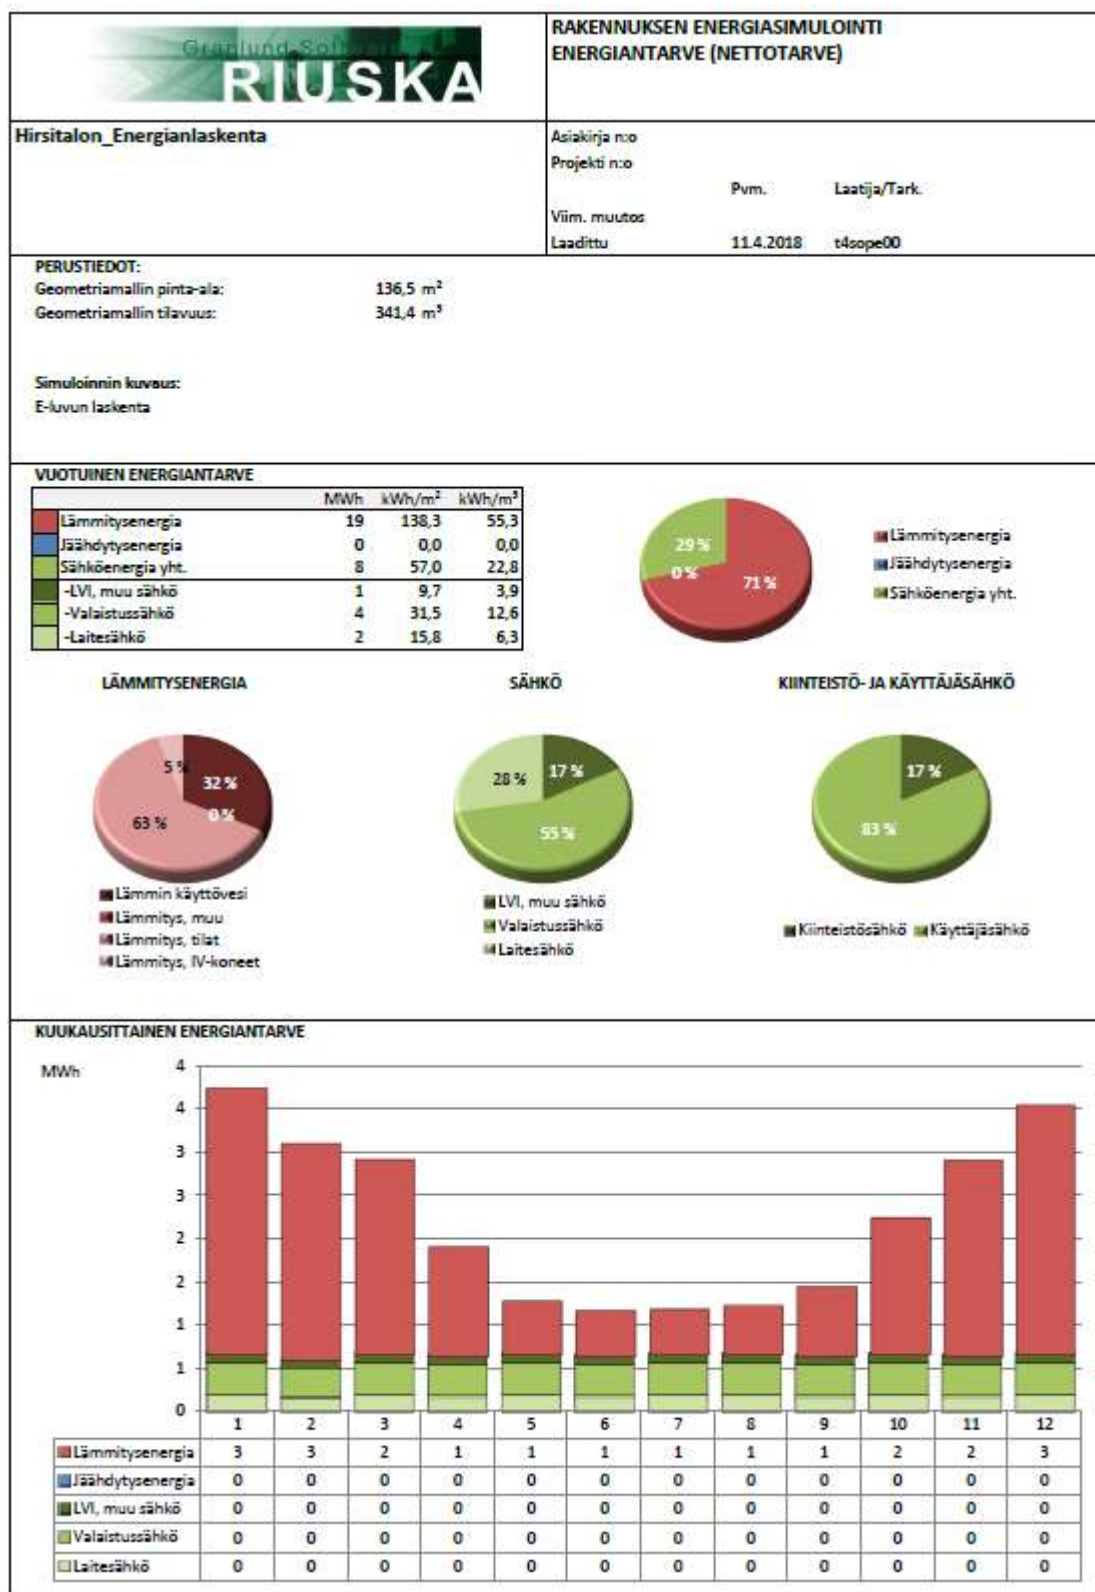 Granlund Soft
RIUSKA
RAKENNUKSEN ENERGIASIMULOINTI
ENERGIANTARVE (NETTOTARVE)
Hirsitalon_Energianlaskenta
Asiakirja n:o
Projekti n:o
Pvm. Laatija/Tark.
Viim. muutos
Laadittu 11.4.2018 t4sope00
PERUSTIEDOT:
Geometriamallin pinta-ala: 136,5 m²
Geometriamallin tilavuus: 341,4 m³
Simuloinnin kuvaus:
E-luvun laskenta
VUOTUINEN ENERGIANTARVE
MWh kWh/m² kWh/m³
Lämmitysenergia 19 138,3 55,3
Jäähdytysenergia 0 0,0 0,0
Sähköenergia yht. 8 57,0 22,8
-LVI, muu sähkö 1 9,7 3,9
-Valaistussähkö 4 31,5 12,6
-Laitesähkö 2 15,8 6,3
29 %
0 %
71 %
Lämmitysenergia
Jäähdytysenergia
Sähköenergia yht.
LÄMMITYSENERGIA
5 %
32 %
0 %
63 %
Lämmin käyttövesi
Lämmitys, muu
Lämmitys, tilat
Lämmitys, IV-koneet
SÄHKÖ
28 %
17 %
55 %
LVI, muu sähkö
Valaistussähkö
Laitesähkö
KIINTEISTÖ- JA KÄYTTÄJÄSÄHKÖ
17 %
83 %
Kiinteistösähkö Käyttäjäsähkö
KUUKAUSITTAINEN ENERGIANTARVE
MWh
4
4
3
3
2
2
1
1
0
1 2 3 4 5 6 7 8 9 10 11 12
Lämmitysenergia 3 3 2 1 1 1 1 1 1 2 2 3
Jäähdytysenergia 0 0 0 0 0 0 0 0 0 0 0 0
LVI, muu sähkö 0 0 0 0 0 0 0 0 0 0 0 0
Valaistussähkö 0 0 0 0 0 0 0 0 0 0 0 0
Laitesähkö 0 0 0 0 0 0 0 0 0 0 0 0